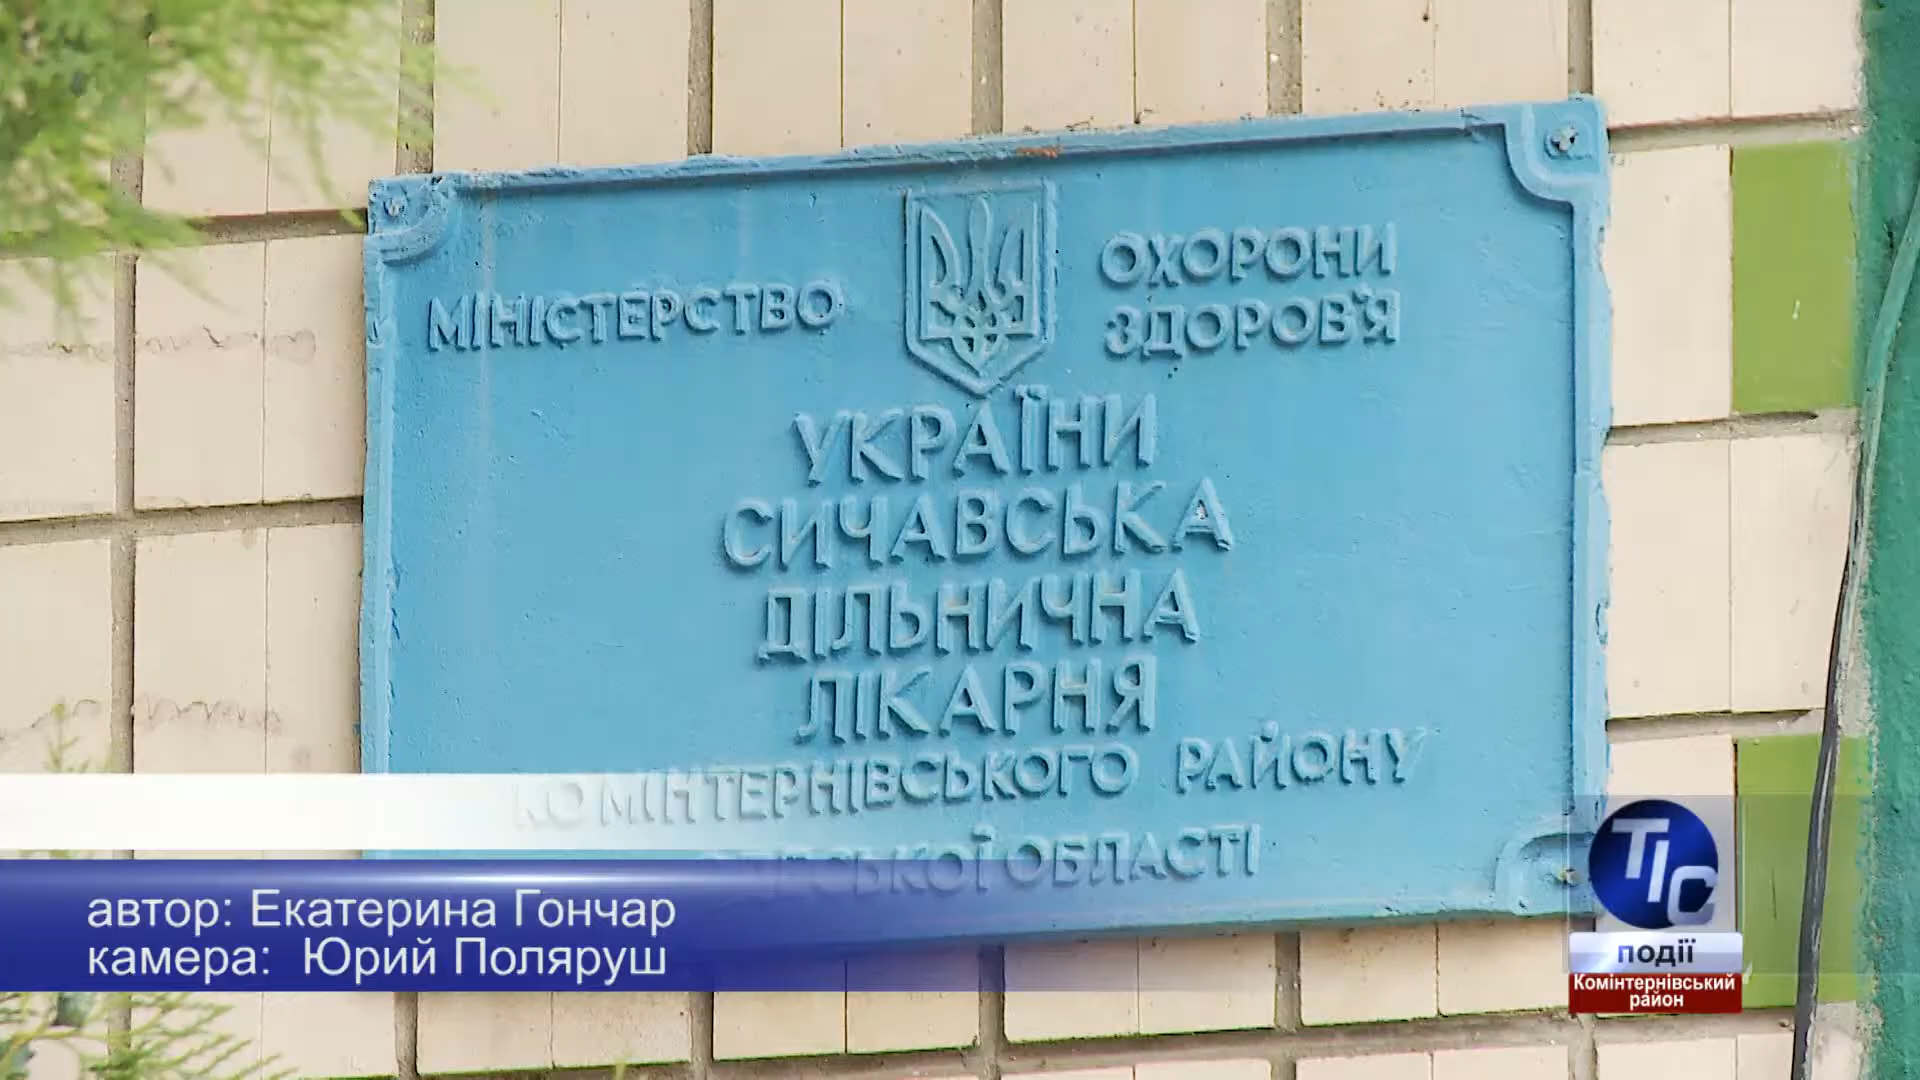 МІНІСТЕРСТВО ОХОРОНИ
ЗДОРОВ'Я
УКРАЇНИ
СИЧАВСЬКА
ДІЛЬНИЧНА
ЛІКАРНЯ
КОМІНТЕРНІВСЬКОГО РАЙОНУ
ОБЛАСТІ
автор: Екатерина Гончар
камера: Юрий Поляруш
ТІС
події
Комінтернівський
район